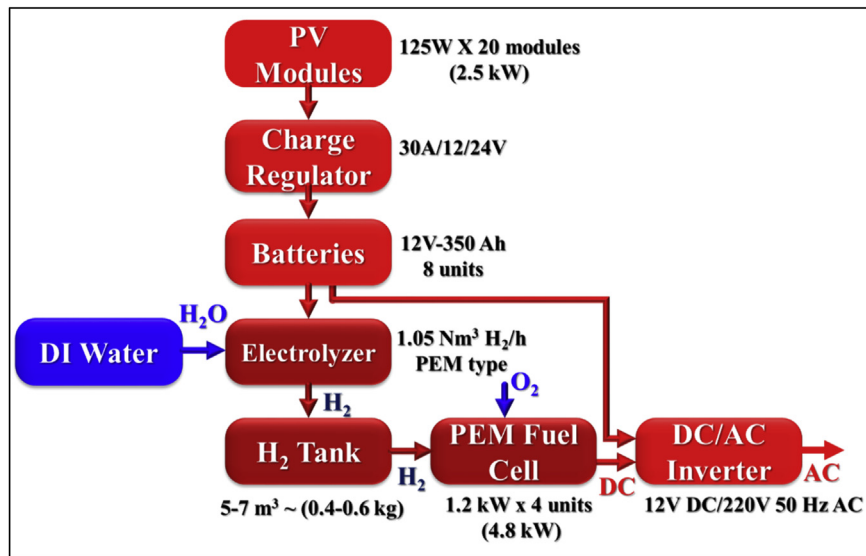 PV
Modules
125W X 20 modules
(2.5 kW)
Charge
Regulator
30A/12/24V
Batteries
12V-350 Ah
8 units
H₂O
DI Water
Electrolyzer
1.05 Nm³ H₂/h
PEM type
O₂
H₂
H₂ Tank
H₂
PEM Fuel
Cell
DC
DC/AC
Inverter
AC
5-7 m³ ~ (0.4-0.6 kg)
1.2 kW x 4 units
(4.8 kW)
12V DC/220V 50 Hz AC